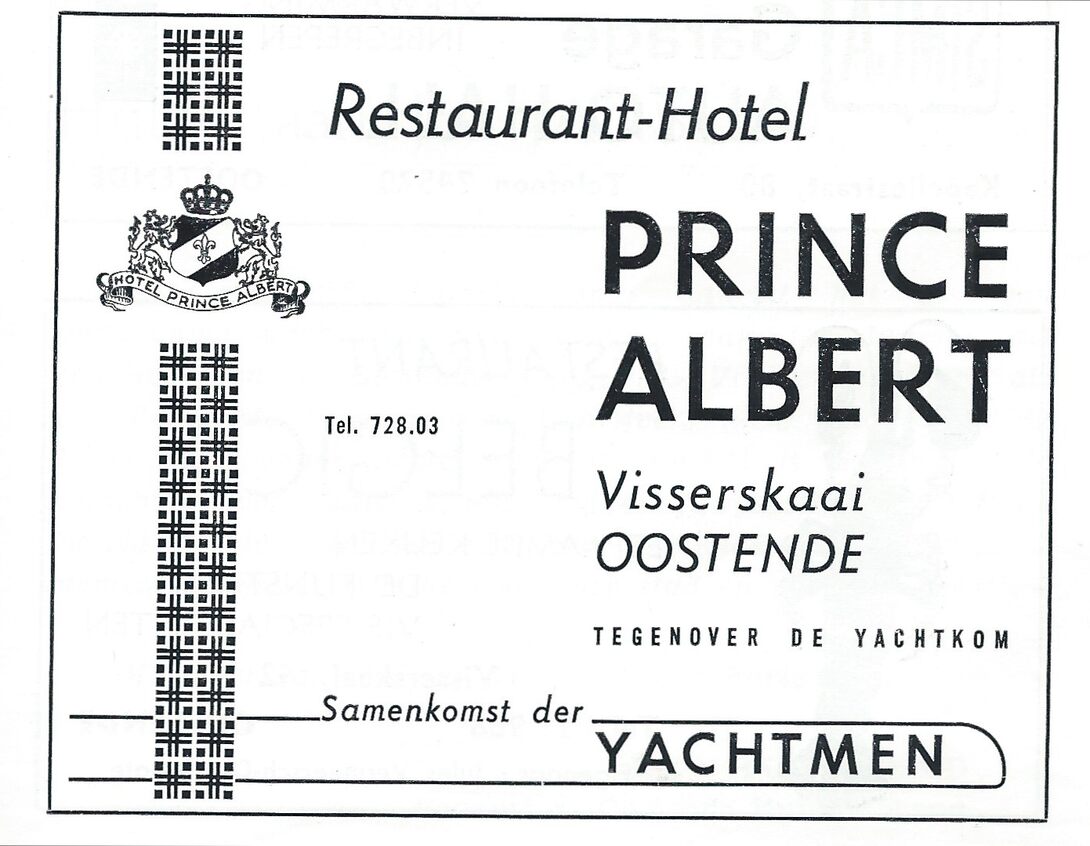 Restaurant-Hotel
HOTEL PRINCE ALBERT
PRINCE
ALBERT
Tel. 728.03
Visserskaai
OOSTENDE
TEGENOVER DE YACHTKOM
Samenkomst der
YACHTMEN